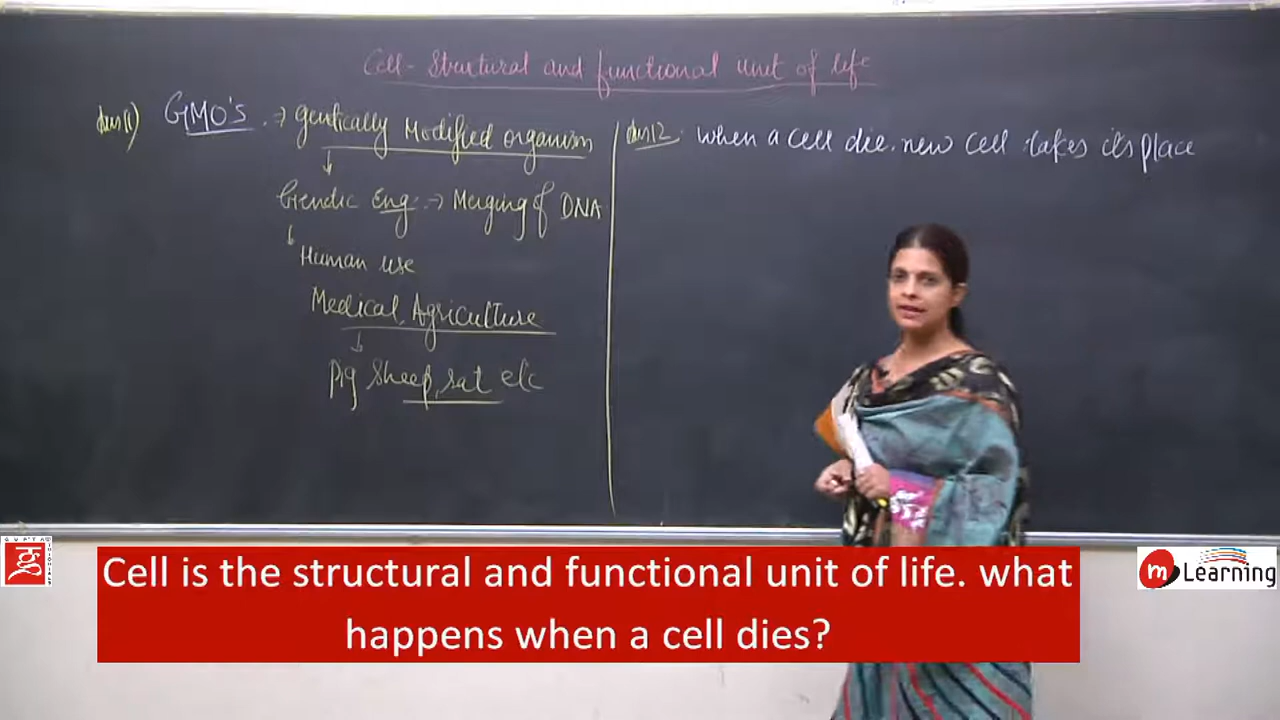 Cell - Structural and functional unit of life
Ans 11) GMO's → genetically Modified organism
Genetic Eng. → Merging of DNA
Human use
Medical, Agriculture
Pig Sheep, rat etc
Ans 12. When a cell die. new cell takes its place
GUPTA TUTORIALS
Cell is the structural and functional unit of life. what
happens when a cell dies?
m Learning